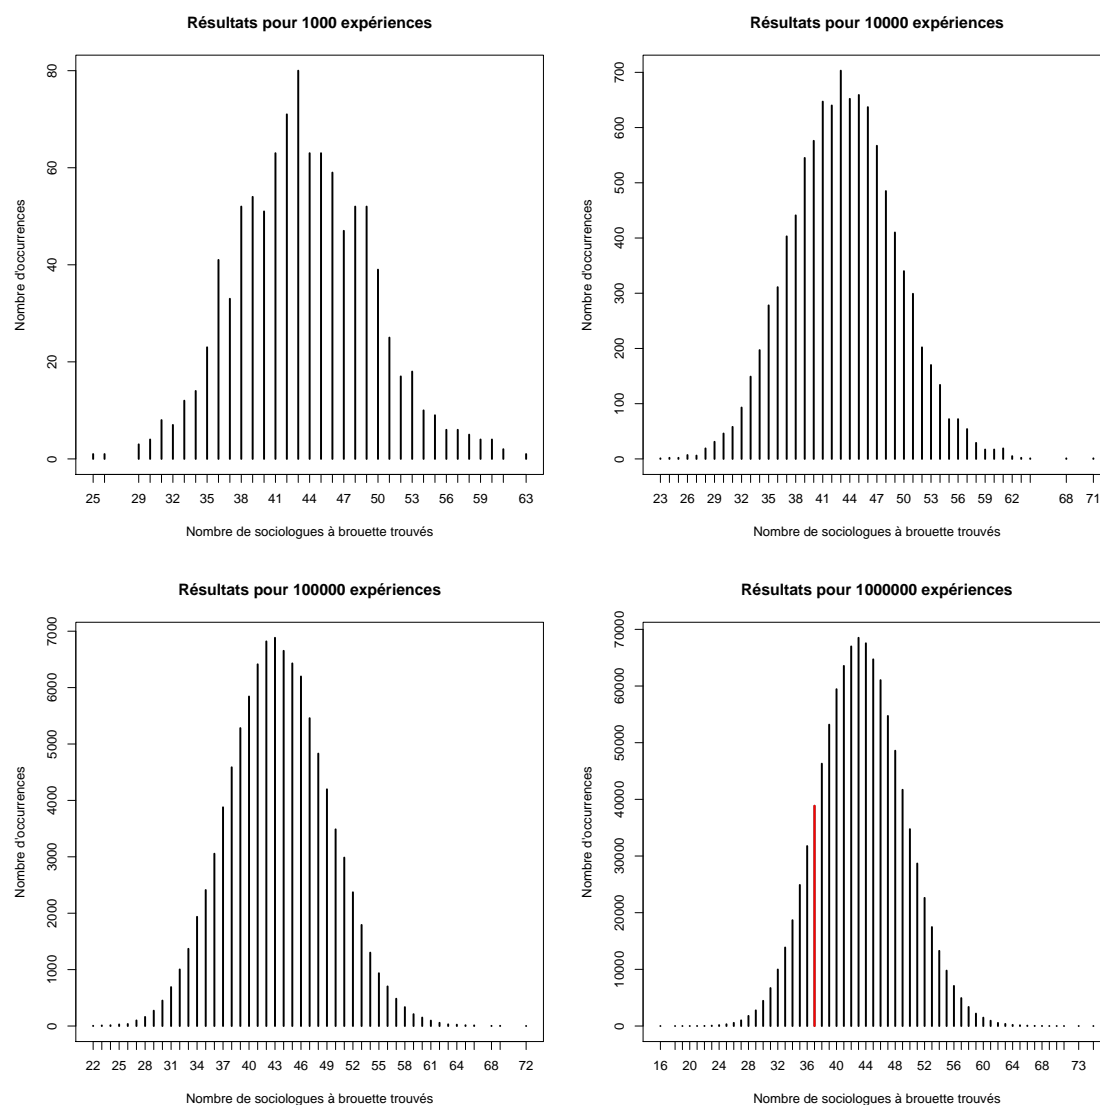 Résultats pour 1000 expériences
Nombre d'occurrences
0 20 40 60 80
25 29 32 35 38 41 44 47 50 53 56 59 63
Nombre de sociologues à brouette trouvés
Résultats pour 10000 expériences
Nombre d'occurrences
0 100 200 300 400 500 600 700
23 26 29 32 35 38 41 44 47 50 53 56 59 62 68 71
Nombre de sociologues à brouette trouvés
Résultats pour 100000 expériences
Nombre d'occurrences
0 1000 2000 3000 4000 5000 6000 7000
22 25 28 31 34 37 40 43 46 49 52 55 58 61 64 68 72
Nombre de sociologues à brouette trouvés
Résultats pour 1000000 expériences
Nombre d'occurrences
0 10000 20000 30000 40000 50000 60000 70000
16 20 24 28 32 36 40 44 48 52 56 60 64 68 73
Nombre de sociologues à brouette trouvés